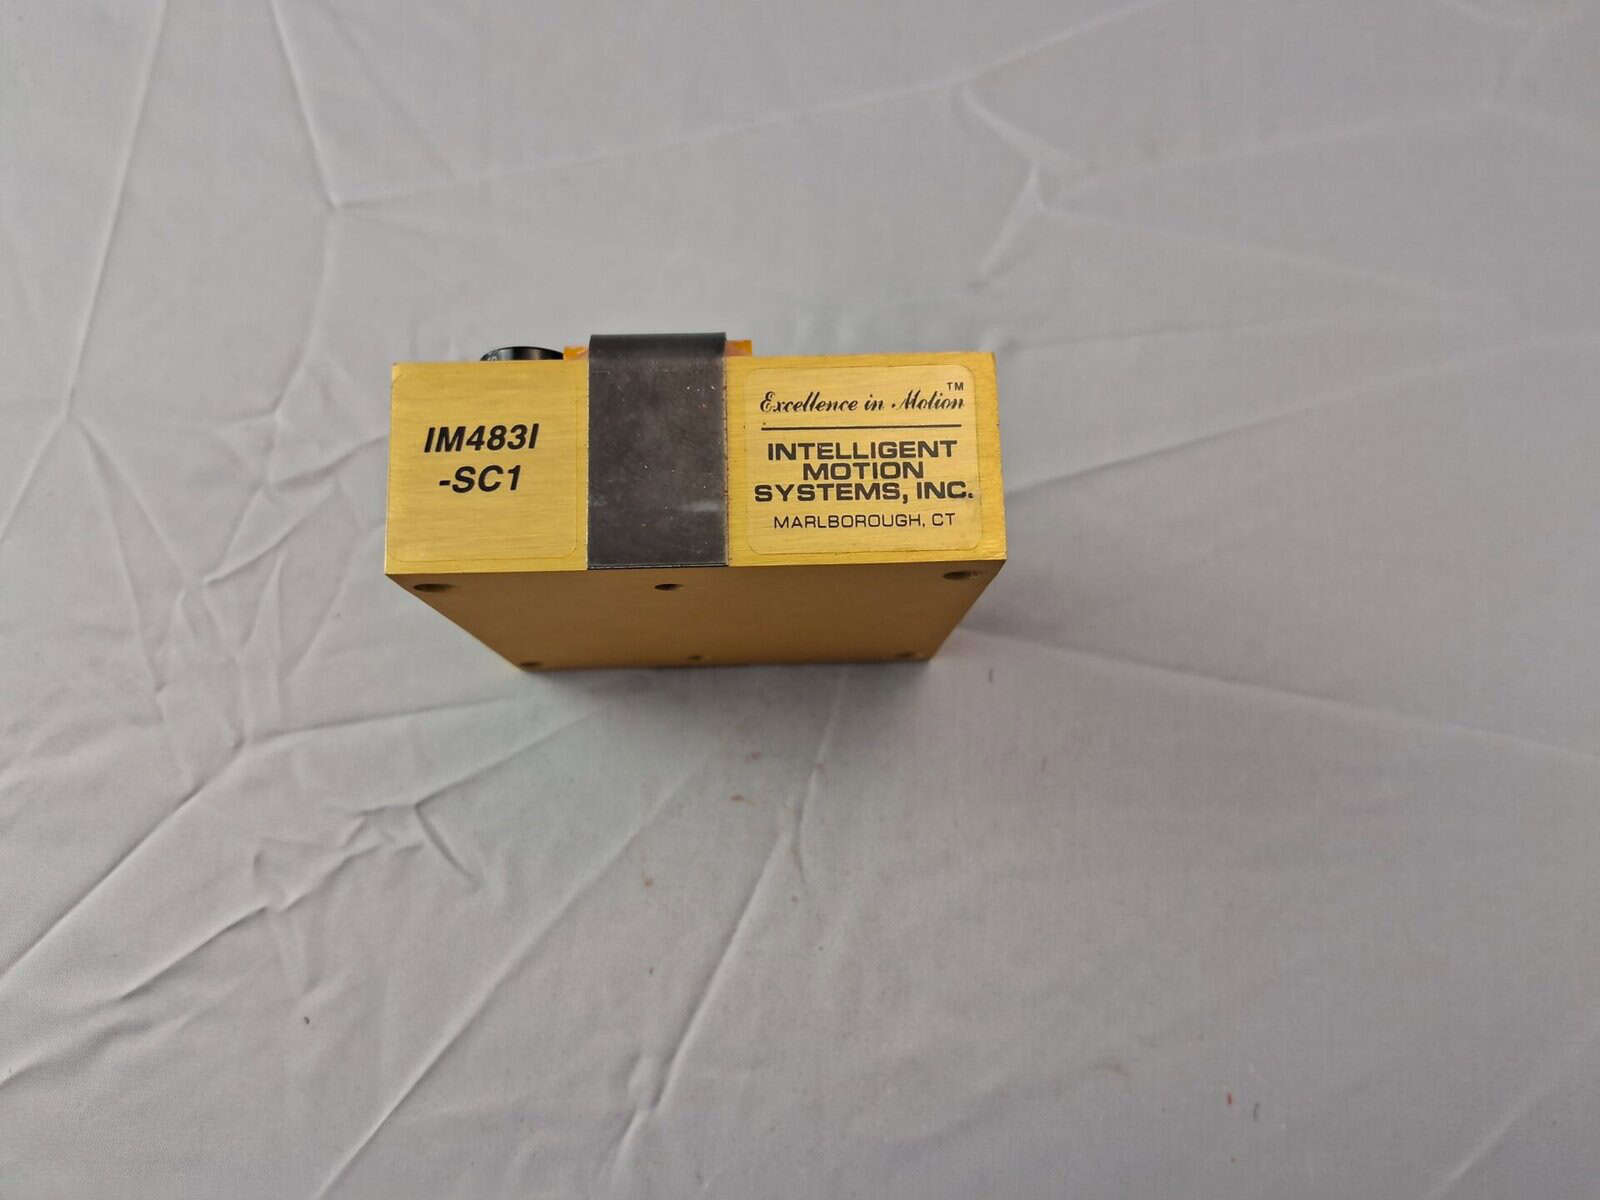 IM483I
-SC1
Excellence in Motion™
INTELLIGENT
MOTION
SYSTEMS, INC.
MARLBOROUGH, CT